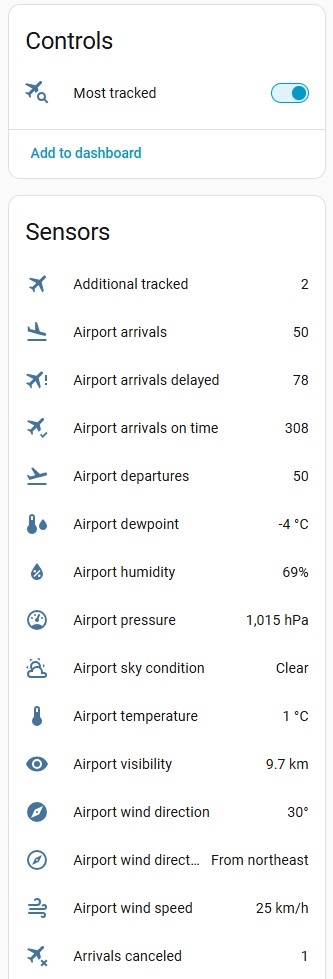 Controls
Most tracked
Add to dashboard
Sensors
Additional tracked 2
Airport arrivals 50
Airport arrivals delayed 78
Airport arrivals on time 308
Airport departures 50
Airport dewpoint -4 °C
Airport humidity 69%
Airport pressure 1,015 hPa
Airport sky condition Clear
Airport temperature 1 °C
Airport visibility 9.7 km
Airport wind direction 30°
Airport wind direct... From northeast
Airport wind speed 25 km/h
Arrivals canceled 1